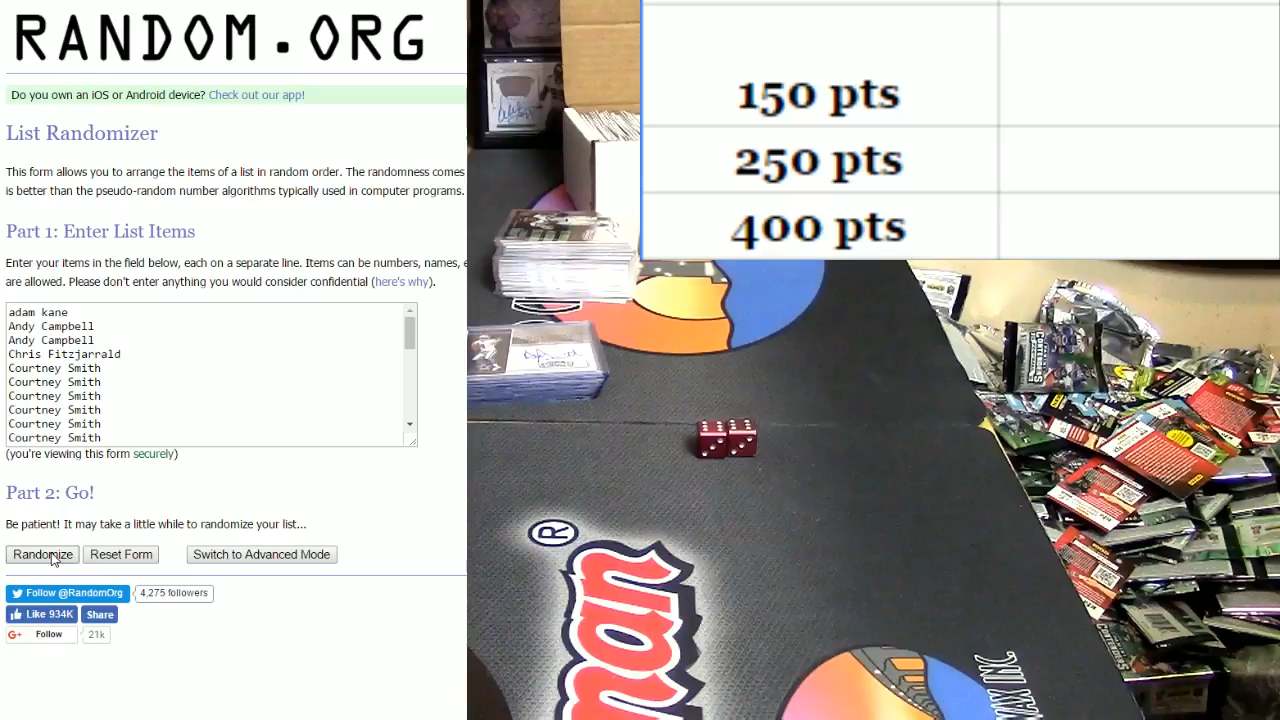 RANDOM.ORG
Do you own an iOS or Android device? Check out our app!
List Randomizer
This form allows you to arrange the items of a list in random order. The randomness comes
is better than the pseudo-random number algorithms typically used in computer programs.
Part 1: Enter List Items
Enter your items in the field below, each on a separate line. Items can be numbers, names, e
are allowed. Please don't enter anything you would consider confidential (here's why).
adam kane
Andy Campbell
Andy Campbell
Chris Fitzjarrald
Courtney Smith
Courtney Smith
Courtney Smith
Courtney Smith
Courtney Smith
Courtney Smith
(you're viewing this form securely)
Part 2: Go!
Be patient! It may take a little while to randomize your list...
Randomize Reset Form Switch to Advanced Mode
Follow @RandomOrg 4,275 followers
Like 934K Share
G+ Follow 21k
150 pts
250 pts
400 pts
®
man
WAX INC.